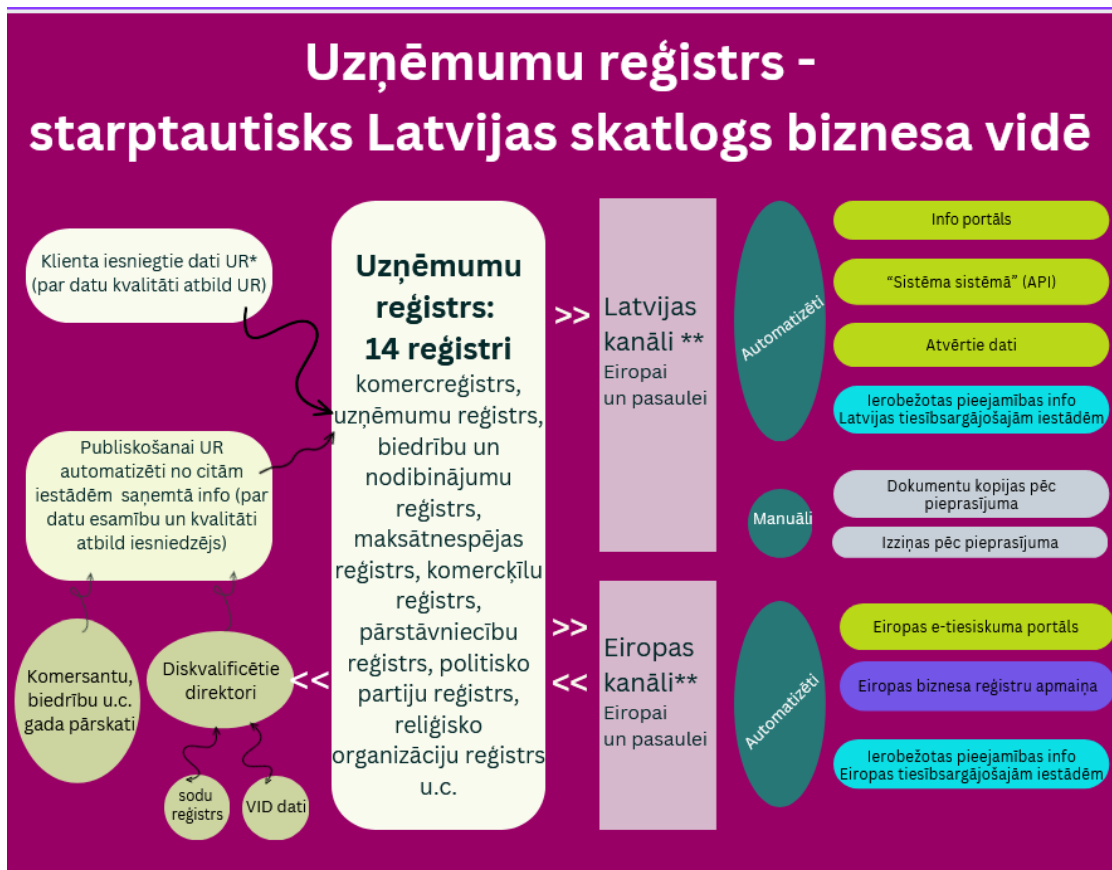 Uzņēmumu reģistrs -
starptautisks Latvijas skatlogs biznesa vidē
Klienta iesniegtie dati UR*
(par datu kvalitāti atbild UR)
Publiskošanai UR
automatizēti no citām
iestādēm saņemtā info (par
datu esamību un kvalitāti
atbild iesniedzējs)
Komersantu,
biedrību u.c.
gada pārskati
Diskvalificētie
direktori
<<
sodu
reģistrs
VID dati
Uzņēmumu
reģistrs:
14 reģistri
komercreģistrs,
uzņēmumu reģistrs,
biedrību un
nodibinājumu
reģistrs,
maksātnespējas
reģistrs, komercķīlu
reģistrs,
pārstāvniecību
reģistrs, politisko
partiju reģistrs,
reliģisko
organizāciju reģistrs
u.c.
>>
Latvijas
kanāli **
Eiropai
un pasaulei
Automatizēti
Info portāls
“Sistēma sistēmā” (API)
Atvērtie dati
Ierobežotas pieejamības info
Latvijas tiesībsargājošajām iestādēm
Manuāli
Dokumentu kopijas pēc
pieprasījuma
Izziņas pēc pieprasījuma
>>
<<
Eiropas
kanāli**
Eiropai
un pasaulei
Automatizēti
Eiropas e-tiesiskuma portāls
Eiropas biznesa reģistru apmaiņa
Ierobežotas pieejamības info
Eiropas tiesībsargājošajām iestādēm